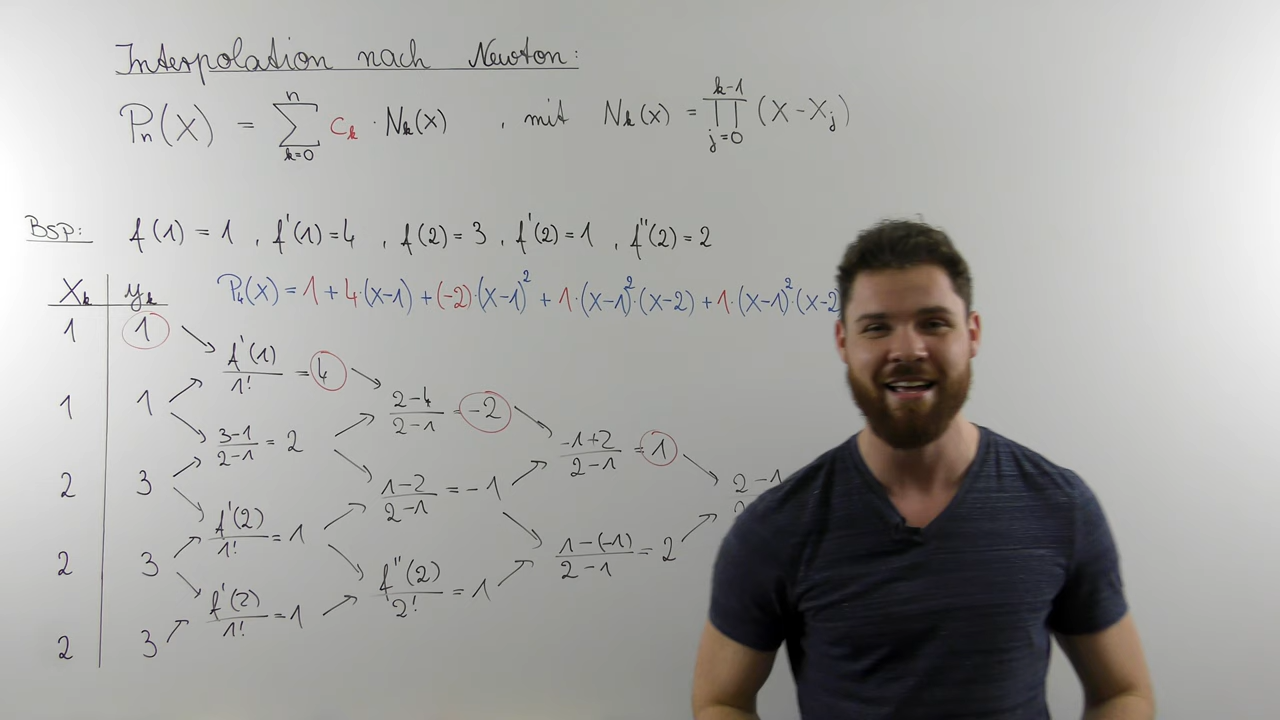 Interpolation nach Newton:
Pₙ(x) = ∑ₖ₌₀ⁿ cₖ · Nₖ(x) , mit Nₖ(x) = ∏ⱼ₌₀ᵏ⁻¹ (x-xⱼ)
Bsp: f(1) = 1 , f'(1)=4 , f(2)=3 , f'(2)=1 , f''(2)=2
xₖ yₖ P₄(x) = 1 + 4·(x-1) + (-2)·(x-1)² + 1·(x-1)²·(x-2) + 1·(x-1)²·(x-2
1 1
f'(1)/1! = 4
1 1 (2-4)/(2-1) = -2
(3-1)/(2-1) = 2 (-1+2)/(2-1) = 1
2 3 (1-2)/(2-1) = -1 2-1
f'(2)/1! = 1 (1-(-1))/(2-1) = 2
2 3 f''(2)/2! = 1
f'(2)/1! = 1
2 3